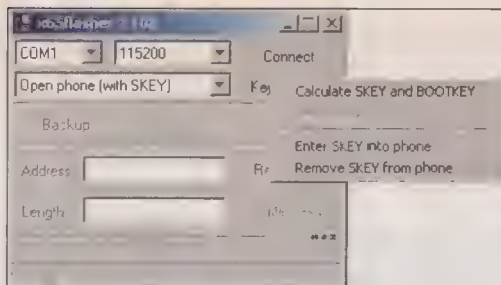 COM1 115200 Connect
Open phone (with SKEY)
Calculate SKEY and BOOTKEY
Backup
Enter SKEY into phone
Address Remove SKEY from phone
Length